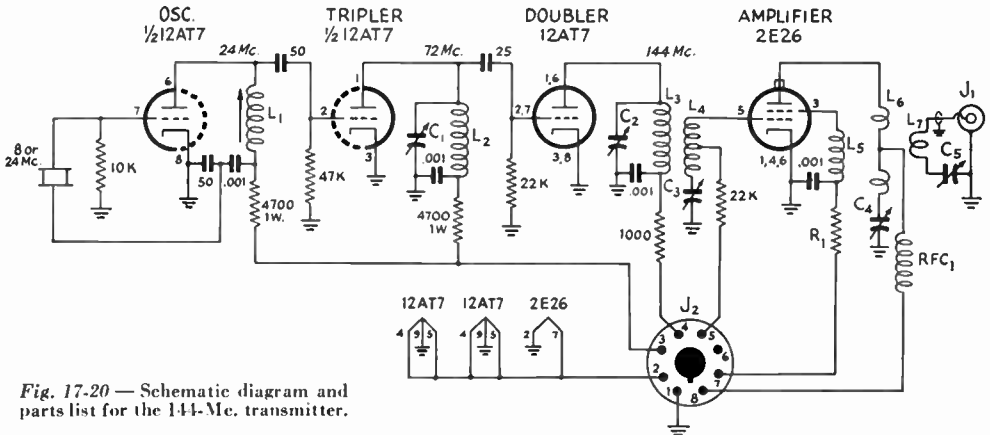 OSC.
½12AT7
TRIPLER
½ 12AT7
DOUBLER
12AT7
AMPLIFIER
2E26
24 Mc.
50
72 Mc.
25
144 Mc.
6
7
8
L1
1
2
3
C1
L2
1,6
2,7
3,8
C2
L3
L4
5
3
1,4,6
L5
L6
L7
J1
C5
8 or
24 Mc.
10K
50
.001
4700
1W.
47K
.001
4700
1W
22K
.001
1000
C3
22K
.001
R1
C4
RFC1
12AT7
12AT7
2E26
4 9 5
4 9 5
2 7
J2
4
5
3
6
2
7
1
8
Fig. 17-20 — Schematic diagram and
parts list for the 144-Mc. transmitter.